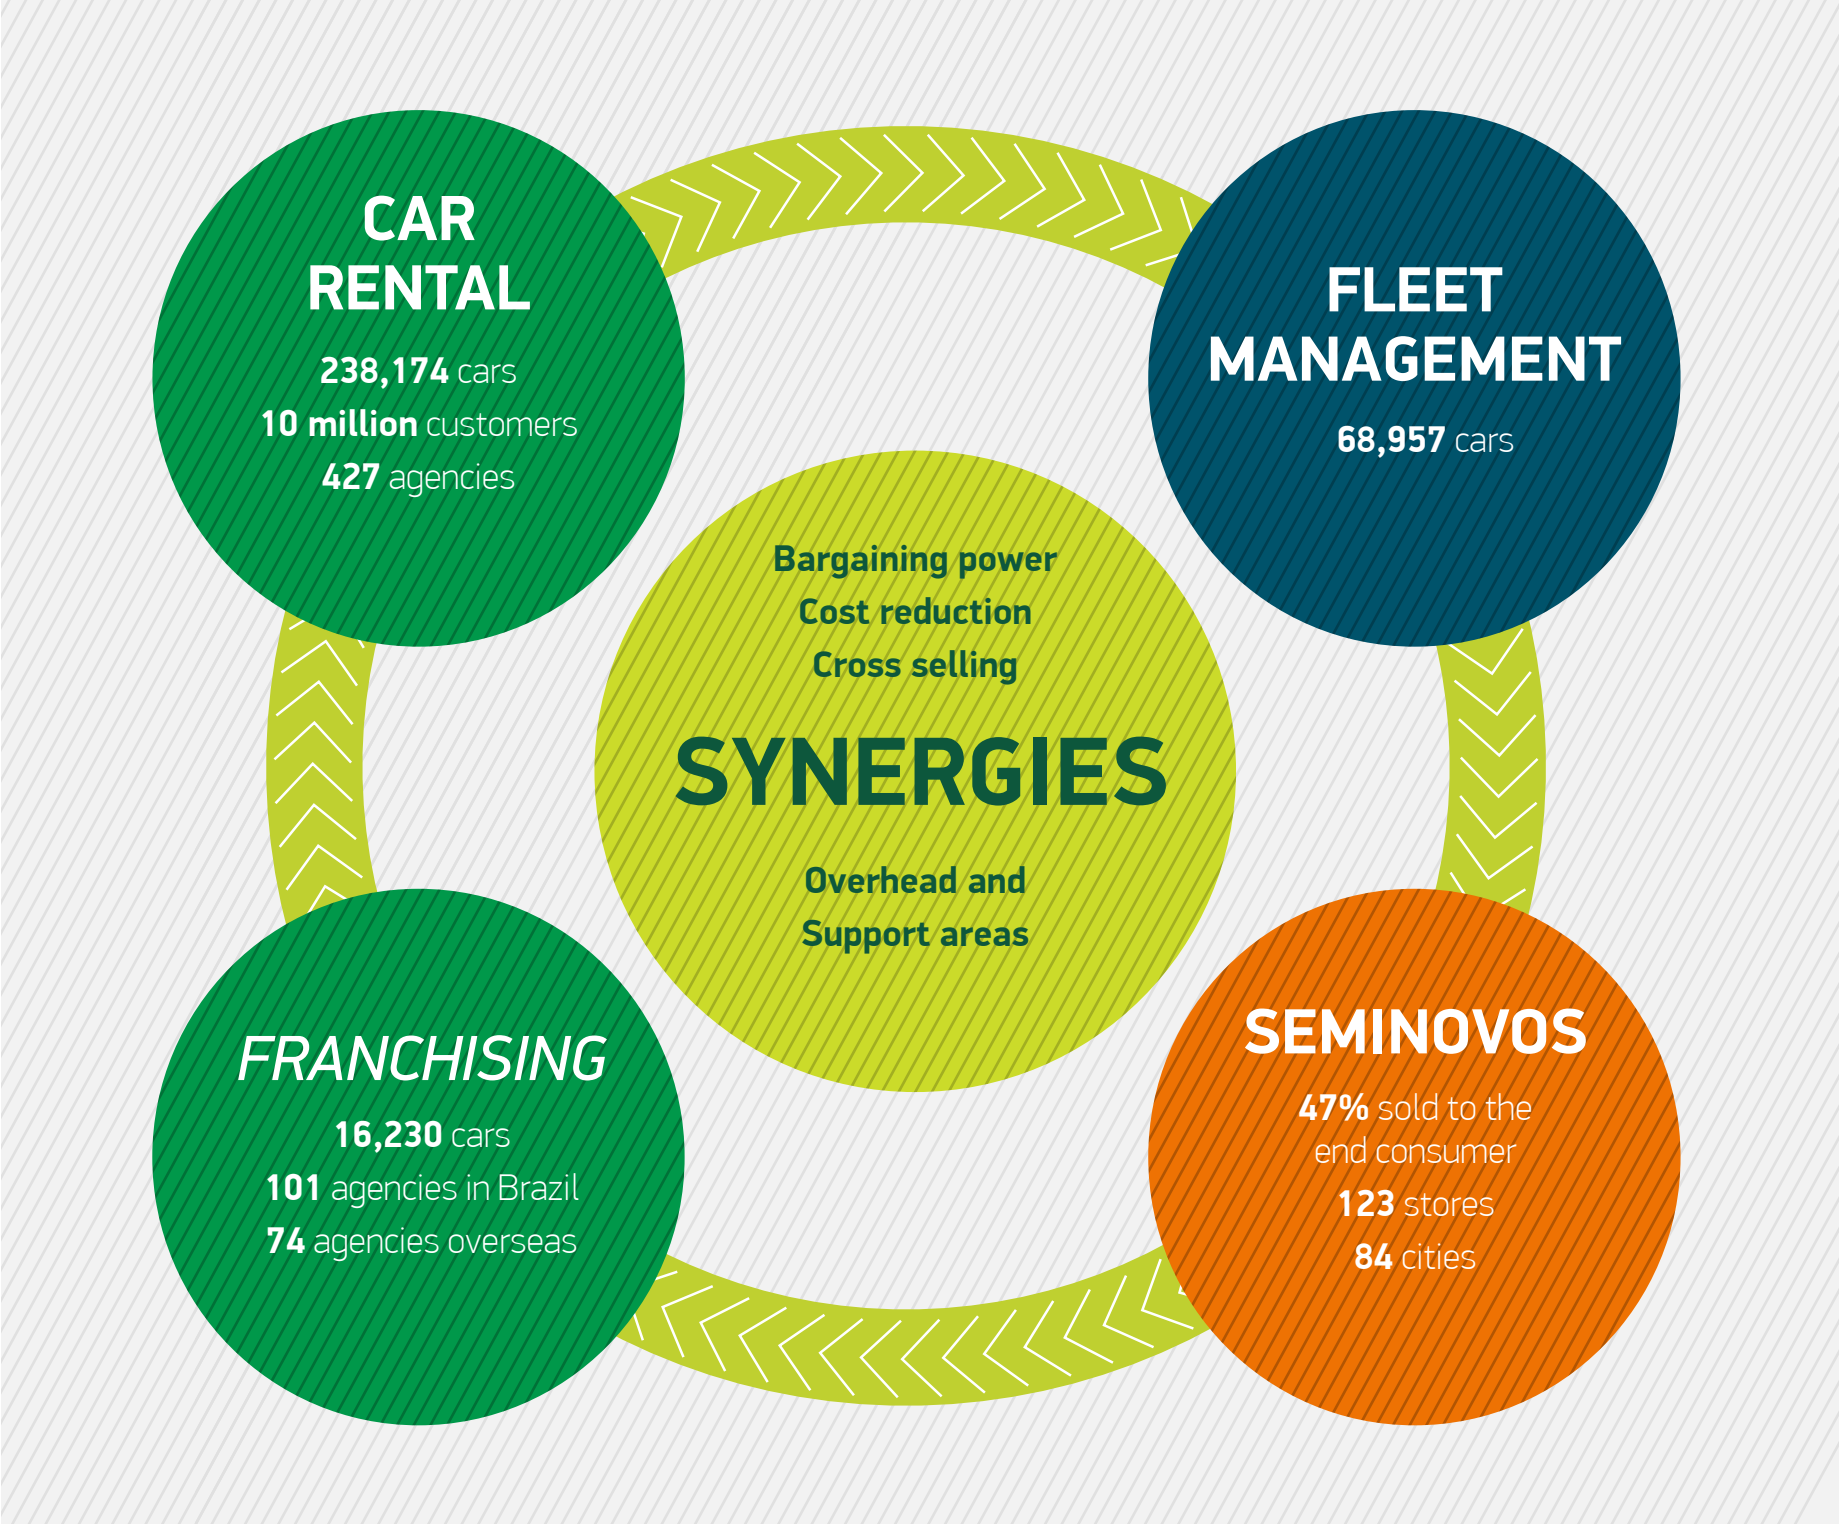 CAR
RENTAL
238,174 cars
10 million customers
427 agencies
FLEET
MANAGEMENT
68,957 cars
Bargaining power
Cost reduction
Cross selling
SYNERGIES
Overhead and
Support areas
FRANCHISING
16,230 cars
101 agencies in Brazil
74 agencies overseas
SEMINOVOS
47% sold to the
end consumer
123 stores
84 cities